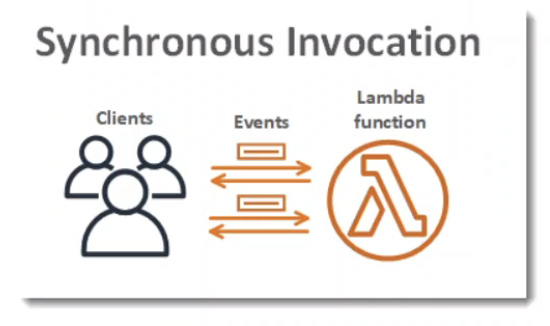 Synchronous Invocation
Clients
Events
Lambda
function